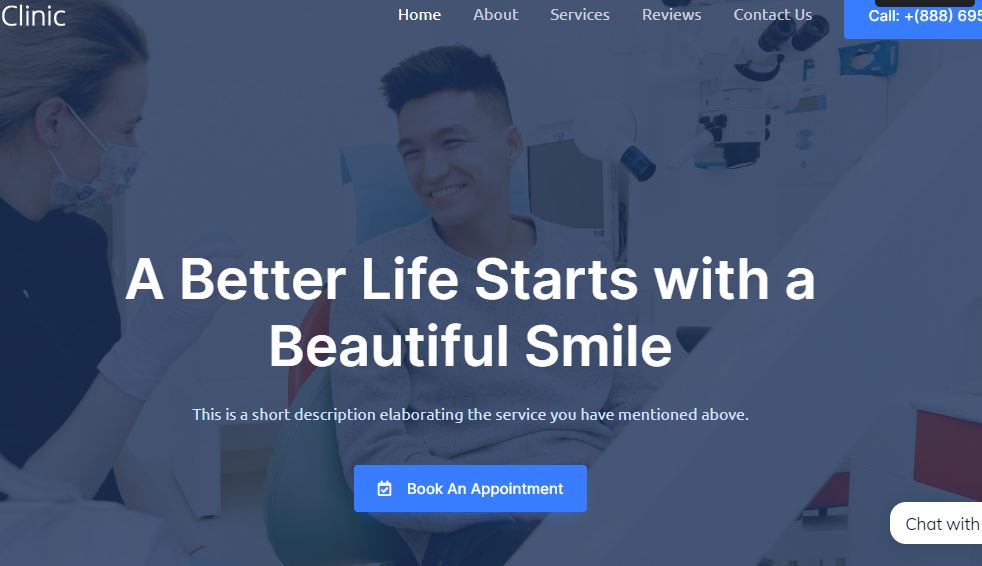 Clinic
Home About Services Reviews Contact Us
Call: +(888) 695
A Better Life Starts with a
Beautiful Smile
This is a short description elaborating the service you have mentioned above.
Book An Appointment
Chat with